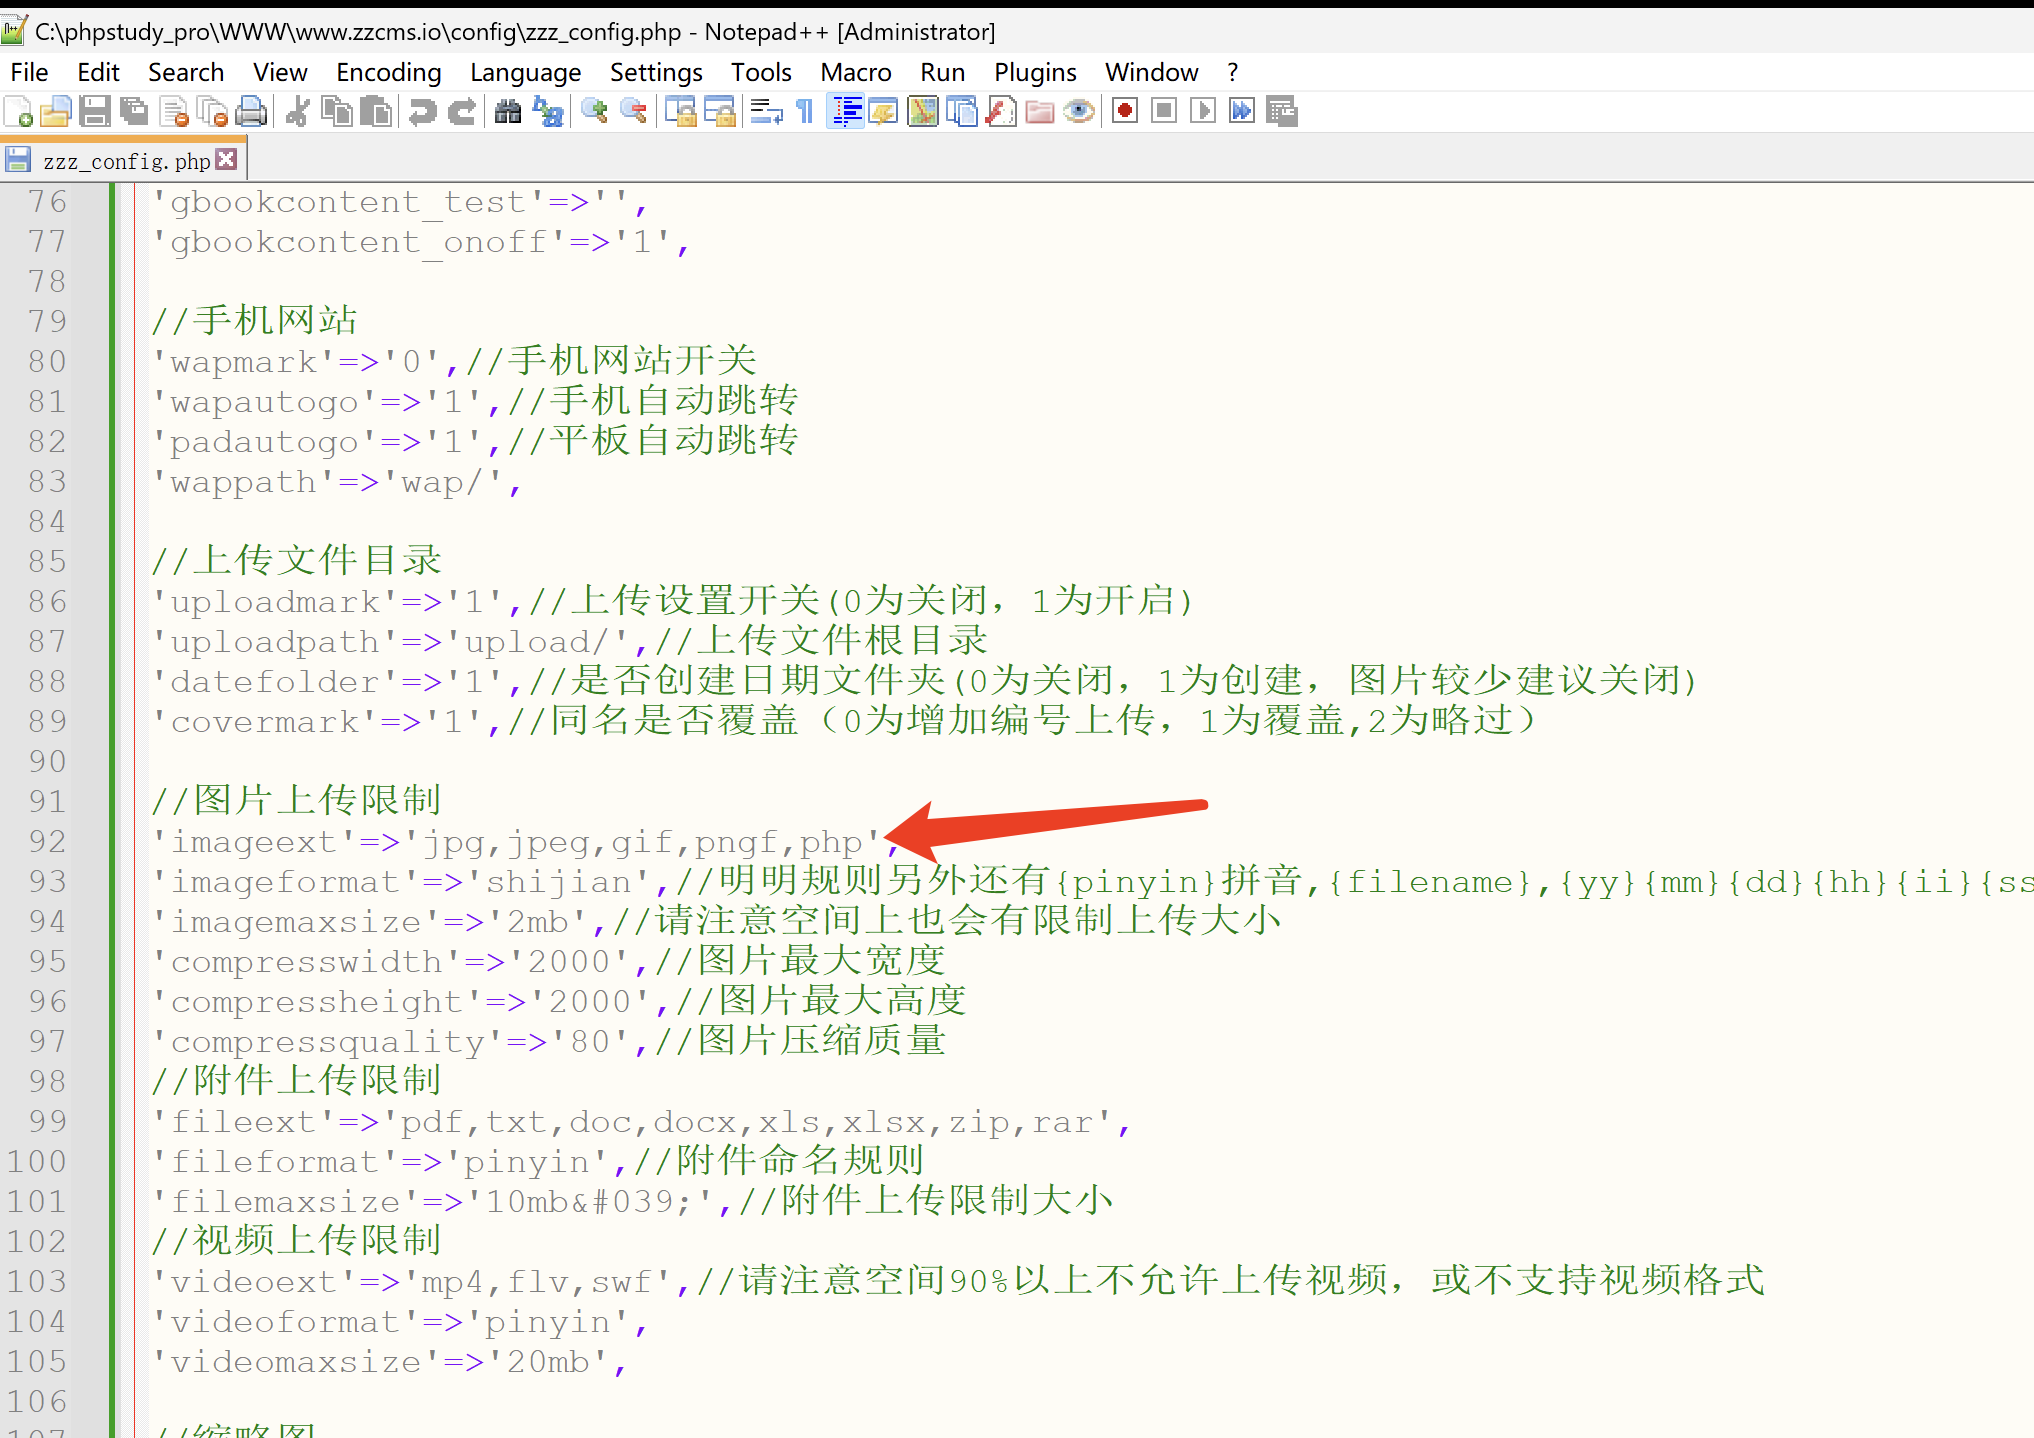 C:\phpstudy_pro\WWW\www.zzcms.io\config\zzz_config.php - Notepad++ [Administrator]
File Edit Search View Encoding Language Settings Tools Macro Run Plugins Window ?
zzz_config.php
76 'gbookcontent_test'=>'',
77 'gbookcontent_onoff'=>'1',
78
79 //手机网站
80 'wapmark'=>'0',//手机网站开关
81 'wapautogo'=>'1',//手机自动跳转
82 'padautogo'=>'1',//平板自动跳转
83 'wappath'=>'wap/',
84
85 //上传文件目录
86 'uploadmark'=>'1',//上传设置开关(0为关闭，1为开启)
87 'uploadpath'=>'upload/',//上传文件根目录
88 'datefolder'=>'1',//是否创建日期文件夹(0为关闭，1为创建，图片较少建议关闭)
89 'covermark'=>'1',//同名是否覆盖（0为增加编号上传，1为覆盖,2为略过）
90
91 //图片上传限制
92 'imageext'=>'jpg,jpeg,gif,pngf,php',
93 'imageformat'=>'shijian',//明明规则另外还有{pinyin}拼音,{filename},{yy}{mm}{dd}{hh}{ii}{ss
94 'imagemaxsize'=>'2mb',//请注意空间上也会有限制上传大小
95 'compresswidth'=>'2000',//图片最大宽度
96 'compressheight'=>'2000',//图片最大高度
97 'compressquality'=>'80',//图片压缩质量
98 //附件上传限制
99 'fileext'=>'pdf,txt,doc,docx,xls,xlsx,zip,rar',
100 'fileformat'=>'pinyin',//附件命名规则
101 'filemaxsize'=>'10mb&#039;',//附件上传限制大小
102 //视频上传限制
103 'videoext'=>'mp4,flv,swf',//请注意空间90%以上不允许上传视频，或不支持视频格式
104 'videoformat'=>'pinyin',
105 'videomaxsize'=>'20mb',
106
107 //缩略图